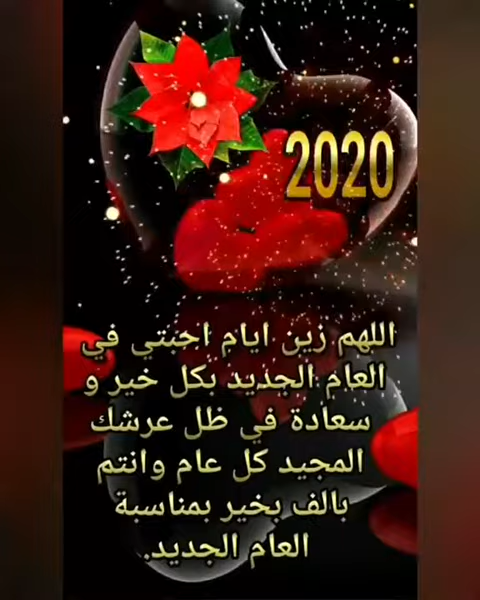 2020
اللهم زين ايام احبتي في
العام الجديد بكل خير و
سعادة في ظل عرشك
المجيد كل عام وانتم
بالف بخير بمناسبة
العام الجديد.